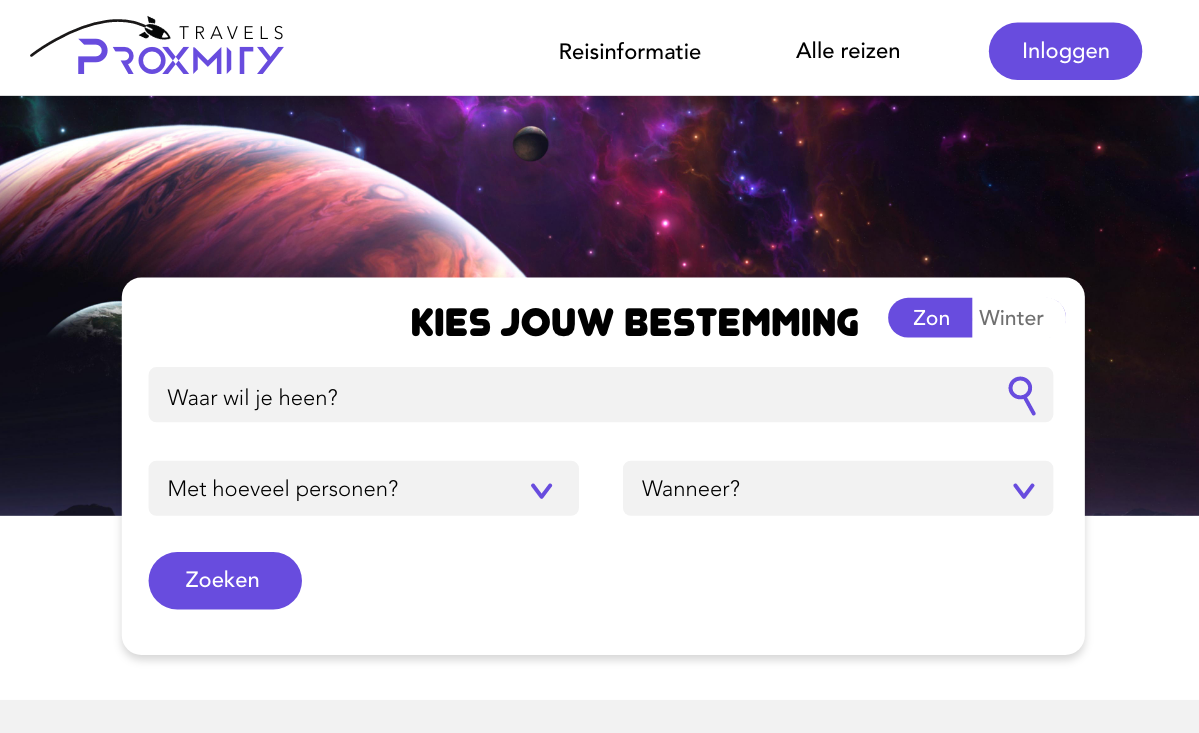 TRAVELS
PROXMITY
Reisinformatie
Alle reizen
Inloggen
KIES JOUW BESTEMMING
Zon
Winter
Waar wil je heen?
Met hoeveel personen?
Wanneer?
Zoeken